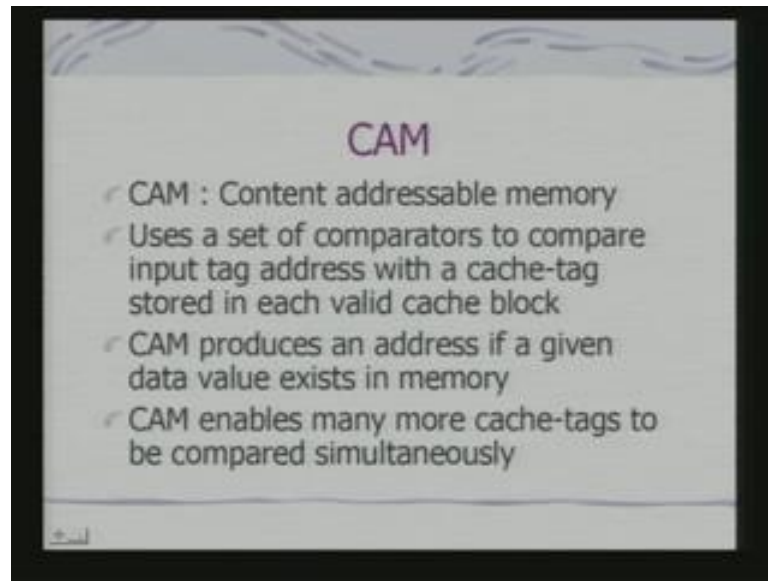 CAM
CAM : Content addressable memory
Uses a set of comparators to compare
input tag address with a cache-tag
stored in each valid cache block
CAM produces an address if a given
data value exists in memory
CAM enables many more cache-tags to
be compared simultaneously